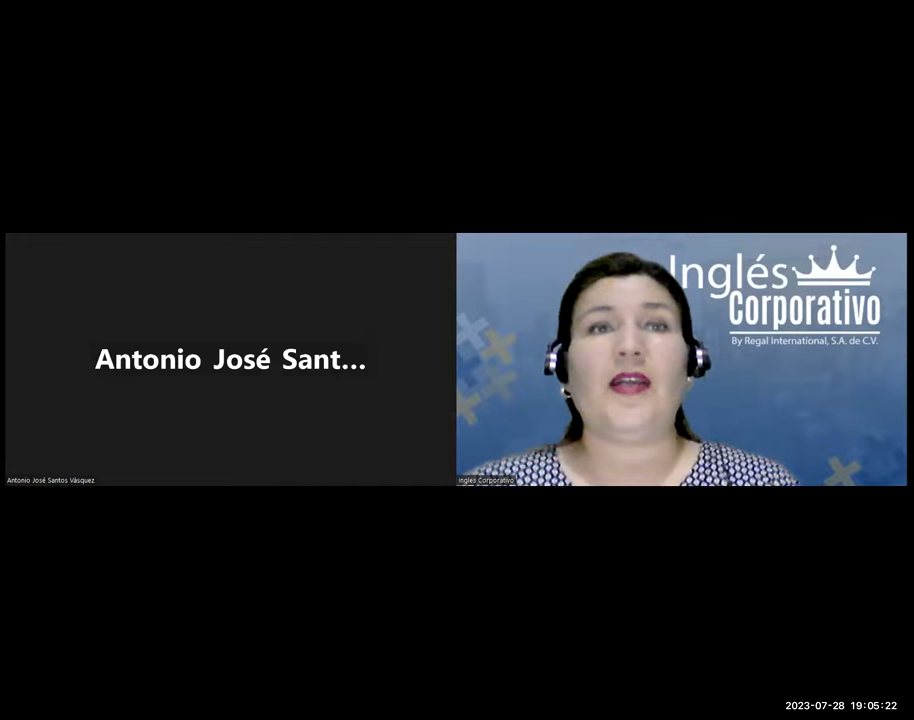 Antonio José Sant...
Antonio José Santos Vásquez
Inglés
Corporativo
By Regal International, S.A. de C.V.
Ingles Corporativo
2023-07-28 19:05:22